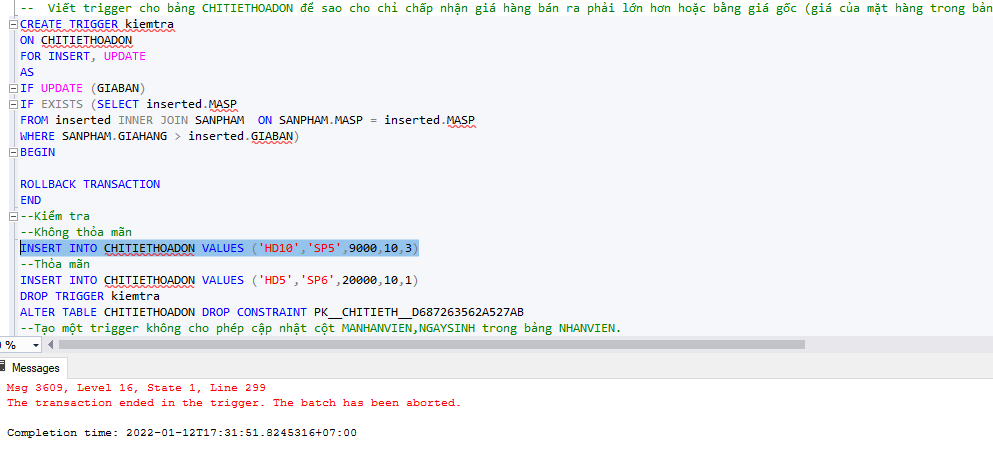 -- Viết trigger cho bảng CHITIETHOADON để sao cho chỉ chấp nhận giá hàng bán ra phải lớn hơn hoặc bằng giá gốc (giá của mặt hàng trong bản
CREATE TRIGGER kiemtra
ON CHITIETHOADON
FOR INSERT, UPDATE
AS
IF UPDATE (GIABAN)
IF EXISTS (SELECT inserted.MASP
FROM inserted INNER JOIN SANPHAM  ON SANPHAM.MASP = inserted.MASP
WHERE SANPHAM.GIAHANG > inserted.GIABAN)
BEGIN
ROLLBACK TRANSACTION
END
--Kiểm tra
--Không thỏa mãn
INSERT INTO CHITIETHOADON VALUES ('HD10','SP5',9000,10,3)
--Thỏa mãn
INSERT INTO CHITIETHOADON VALUES ('HD5','SP6',20000,10,1)
DROP TRIGGER kiemtra
ALTER TABLE CHITIETHOADON DROP CONSTRAINT PK__CHITIETH__D687263562A527AB
--Tạo một trigger không cho phép cập nhật cột MANHANVIEN,NGAYSINH trong bảng NHANVIEN.
%
Messages
Msg 3609, Level 16, State 1, Line 299
The transaction ended in the trigger. The batch has been aborted.
Completion time: 2022-01-12T17:31:51.8245316+07:00